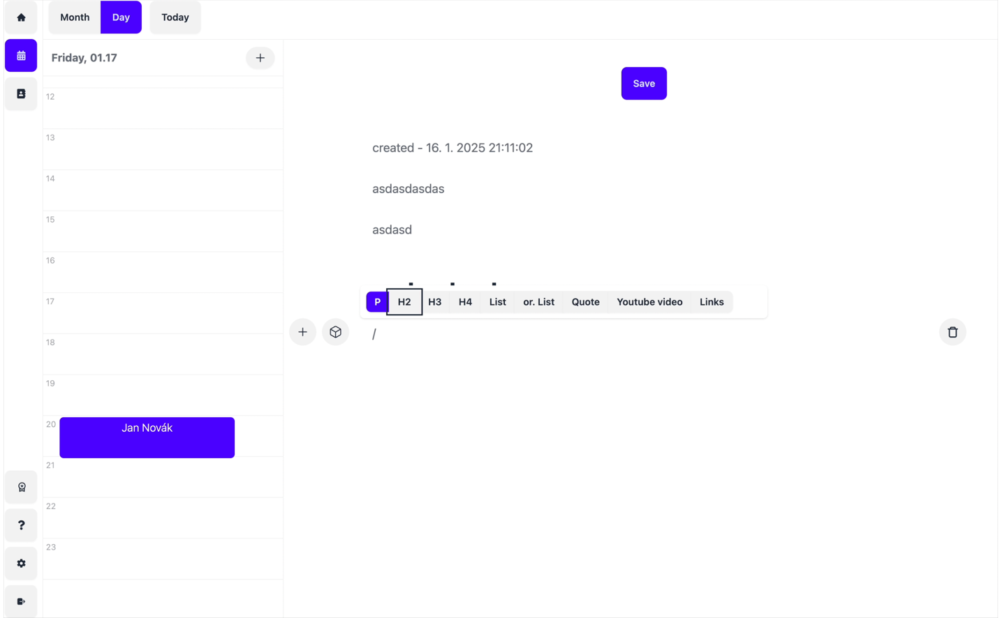 Month Day Today
Friday, 01.17
Save
12
13
14
15
16
17
18
19
20 Jan Novák
21
22
23
created - 16. 1. 2025 21:11:02
asdasdasdas
asdasd
P H2 H3 H4 List or. List Quote Youtube video Links
/
?